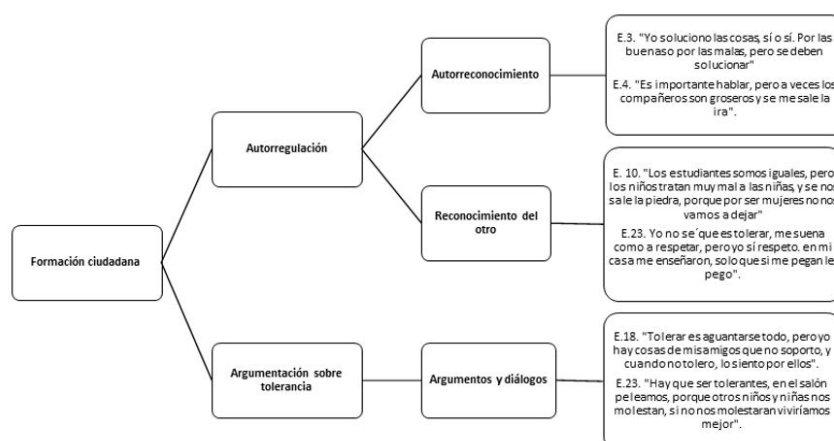 E.3. "Yo soluciono las cosas, sí o sí. Por las
buenaso por las malas, pero se deben
solucionar"
E.4. "Es importante hablar, pero a veces los
compañeros son groseros y se me sale la
ira".
Autorreconocimiento
Autorregulación
E. 10. "Los estudiantes somos iguales, pero
los niños tratan muy mal a las niñas, y se nos
sale la piedra, porque por ser mujeres no nos
vamos a dejar"
E.23. Yo no se´que es tolerar, me suena
como a respetar, pero yo sí respeto. en mi
casa me enseñaron, solo que si me pegan le
pego".
Reconocimiento del
otro
Formación ciudadana
Argumentación sobre
tolerancia
Argumentos y diálogos
E.18. "Tolerar es aguantarse todo, pero yo
hay cosas de mis amigos que no soporto, y
cuando no tolero, lo siento por ellos".
E.23. "Hay que ser tolerantes, en el salón
peleamos, porque otros niños y niñas nos
molestan, si no nos molestaran viviríamos
mejor".